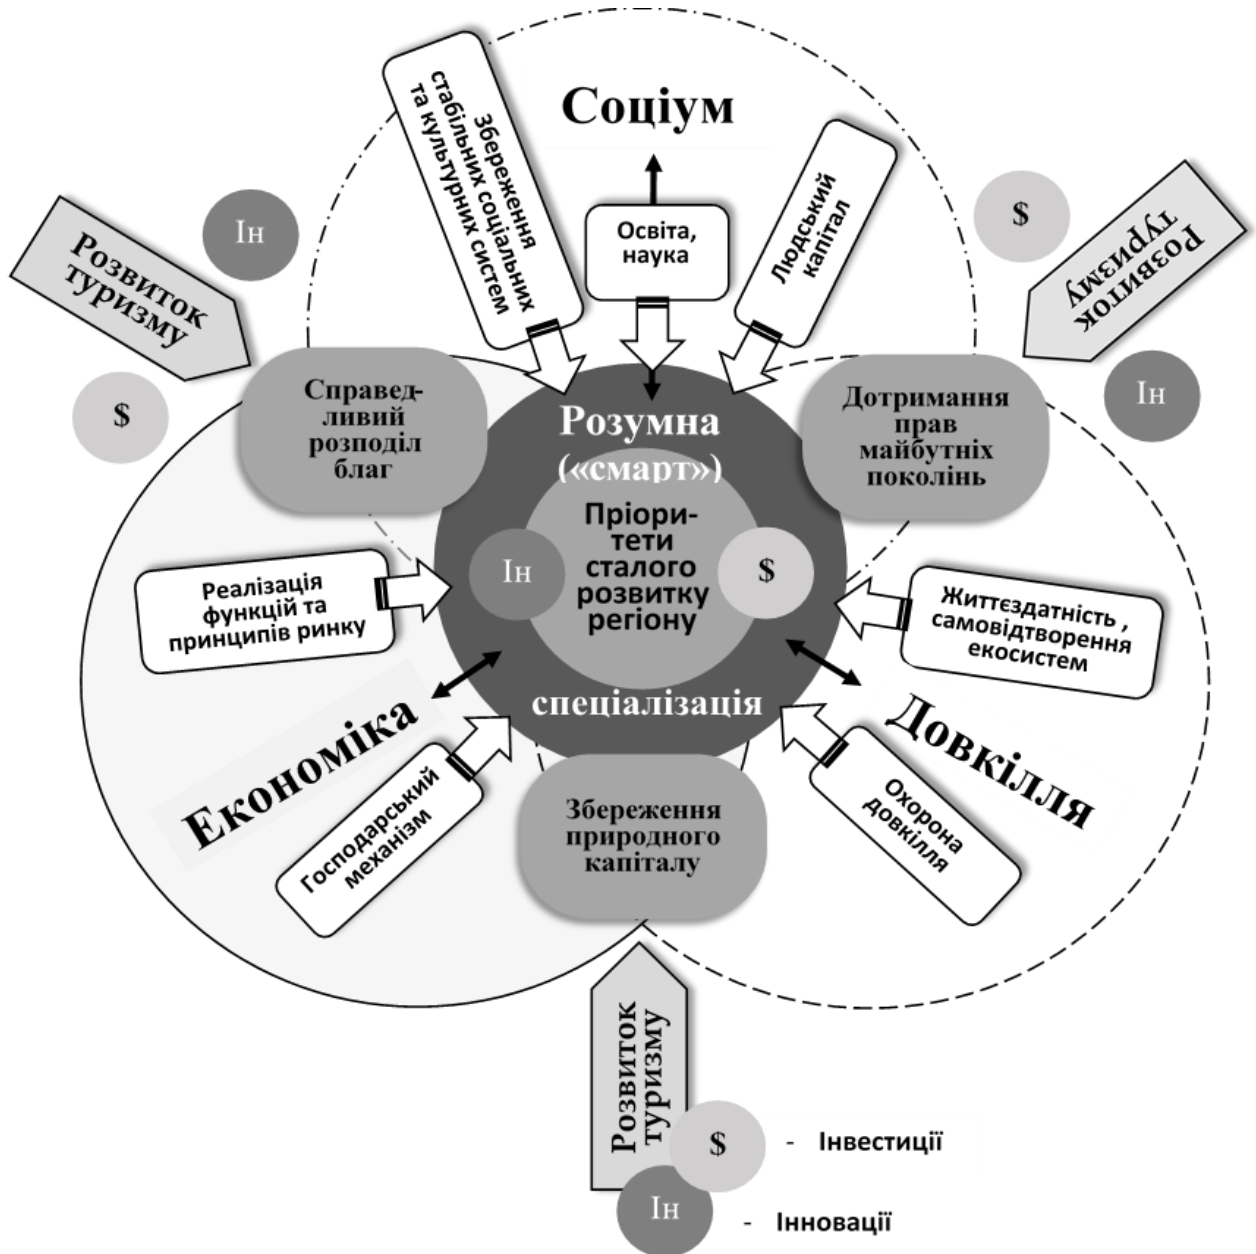 Соціум
Збереження
стабільних соціальних
та культурних систем
Освіта,
наука
Людський
капітал
Розвиток
туризму
Ін
$
$
Розвиток
туризму
Ін
Справед-
ливий
розподіл
благ
Розумна
(«смарт»)
Дотримання
прав
майбутніх
поколінь
Пріори-
тети
сталого
розвитку
регіону
Ін
$
спеціалізація
Реалізація
функцій та
принципів ринку
Життєздатність ,
самовідтворення
екосистем
Економіка
Довкілля
Господарський
механізм
Збереження
природного
капіталу
Охорона
довкілля
Розвиток
туризму
$
- Інвестиції
Ін
- Інновації